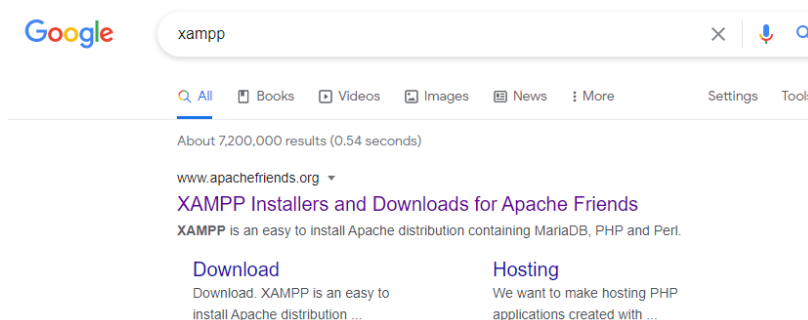 Google
xampp
All Books Videos Images News More Settings Tools
About 7,200,000 results (0.54 seconds)
www.apachefriends.org
XAMPP Installers and Downloads for Apache Friends
XAMPP is an easy to install Apache distribution containing MariaDB, PHP and Perl.
Download Hosting
Download. XAMPP is an easy to We want to make hosting PHP
install Apache distribution ... applications created with ...